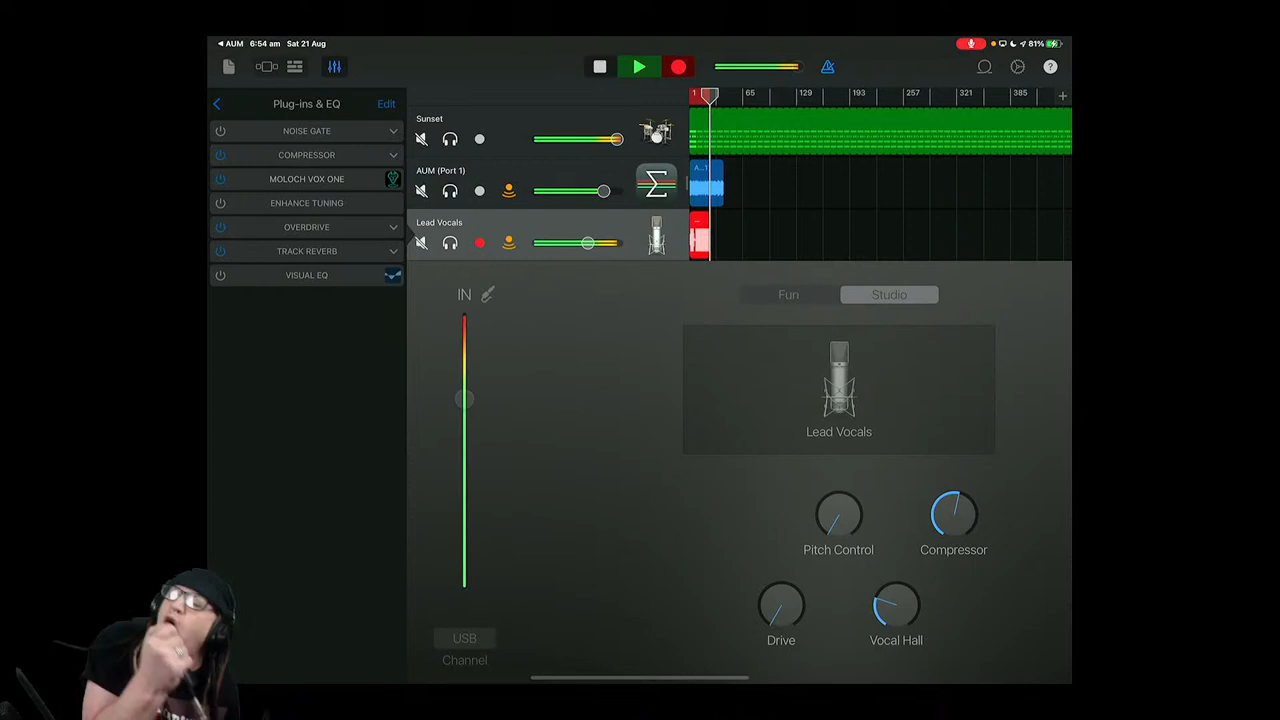 AUM 6:54 am Sat 21 Aug 81%
Plug-ins & EQ Edit
NOISE GATE
COMPRESSOR
MOLOCH VOX ONE
ENHANCE TUNING
OVERDRIVE
TRACK REVERB
VISUAL EQ
1 65 129 193 257 321 385 +
Sunset
AUM (Port 1)
A...1
Lead Vocals
IN
Fun Studio
Lead Vocals
Pitch Control Compressor
Drive Vocal Hall
USB
Channel